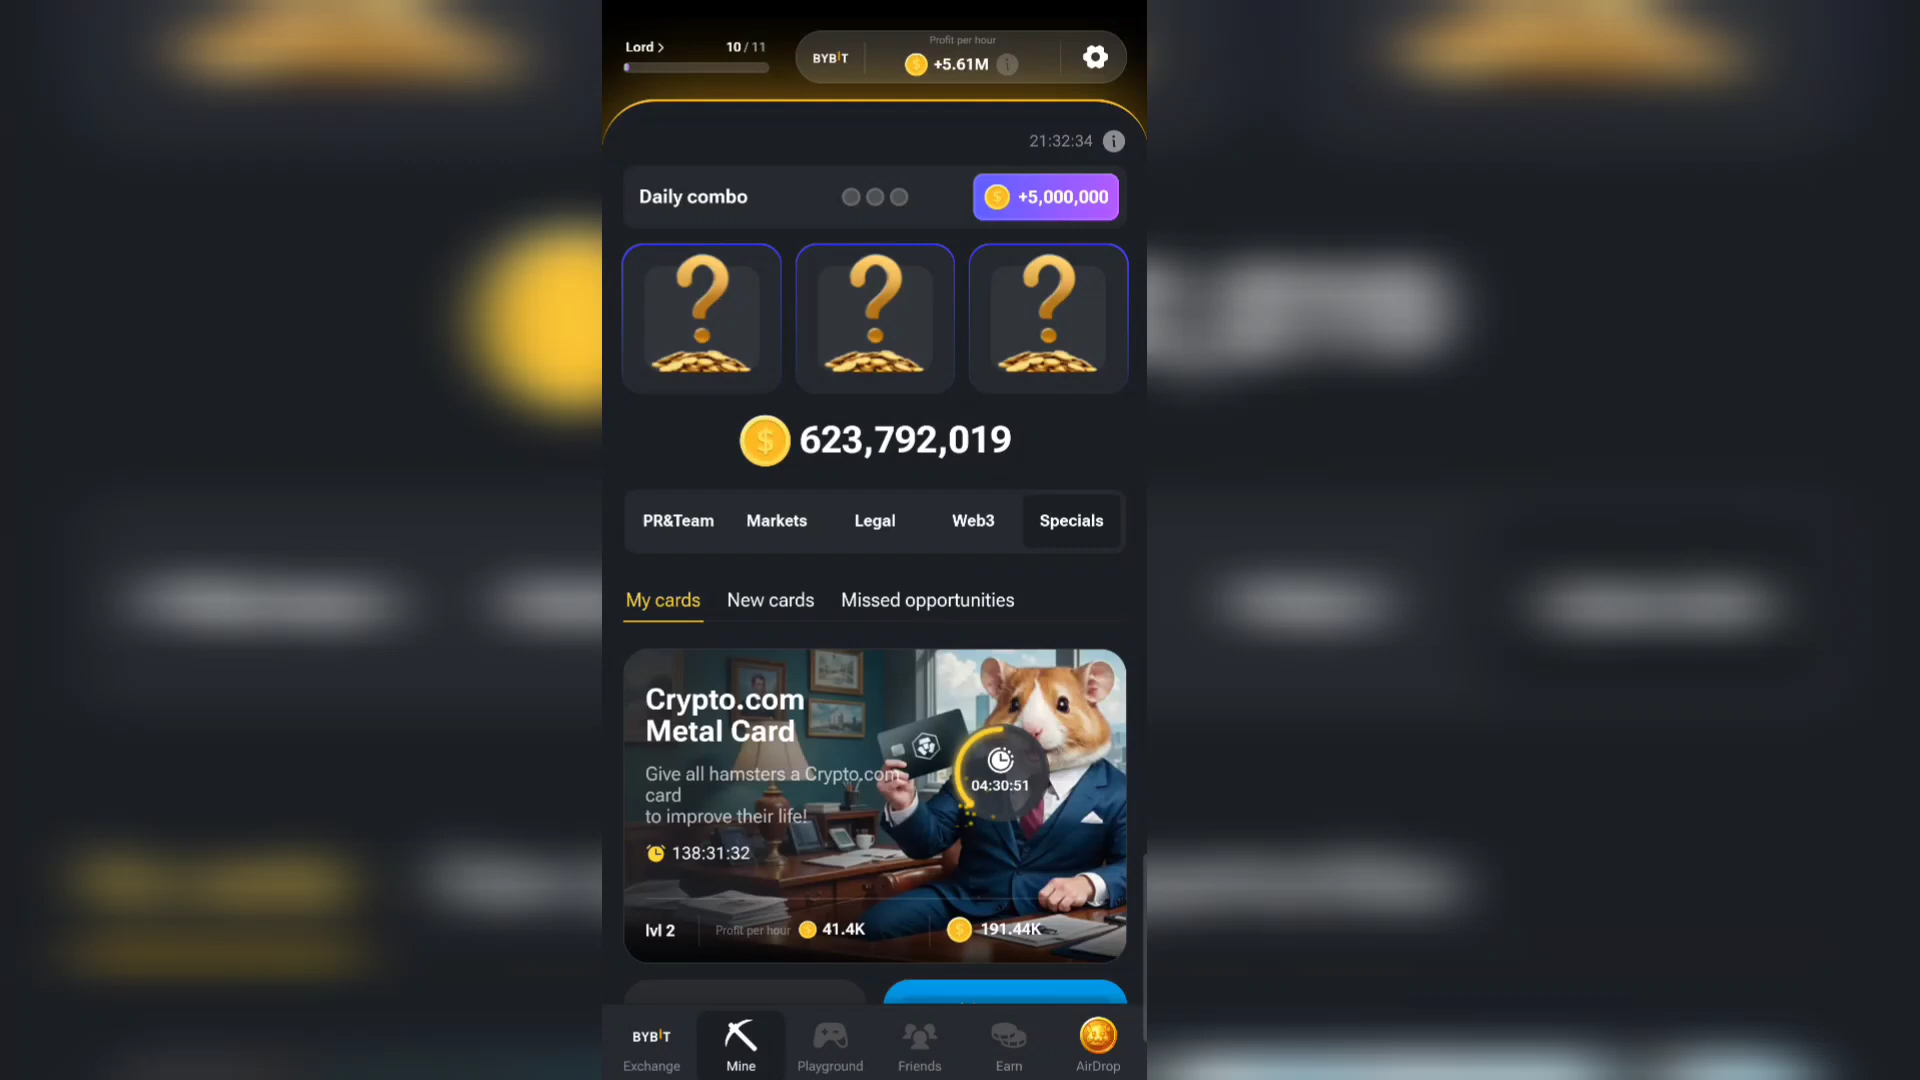 Lord >
10 / 11
BYBIT
Profit per hour
+5.61M
21:32:34
Daily combo
+5,000,000
623,792,019
PR&Team
Markets
Legal
Web3
Specials
My cards
New cards
Missed opportunities
Crypto.com
Metal Card
Give all hamsters a Crypto.com
card
to improve their life!
04:30:51
138:31:32
lvl 2
Profit per hour
41.4K
191.44K
BYBIT
Exchange
Mine
Playground
Friends
Earn
AirDrop